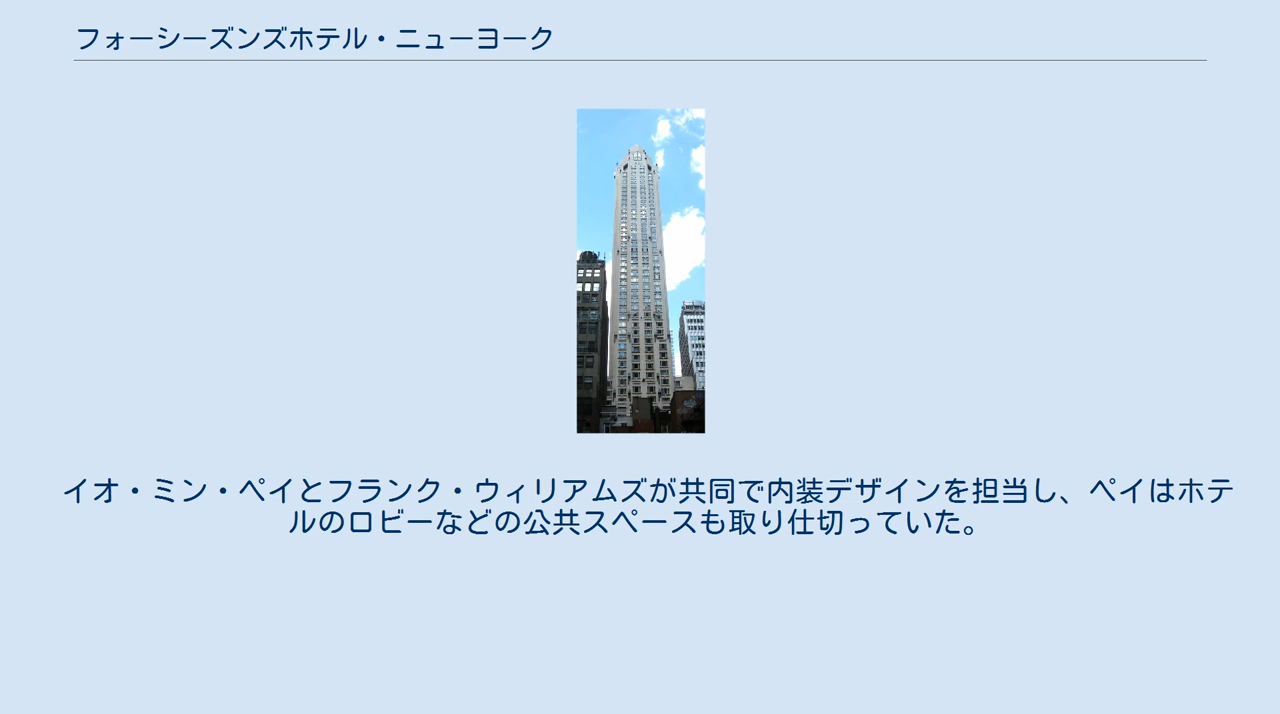 フォーシーズンズホテル・ニューヨーク
イオ・ミン・ペイとフランク・ウィリアムズが共同で内装デザインを担当し、ペイはホテ
ルのロビーなどの公共スペースも取り仕切っていた。